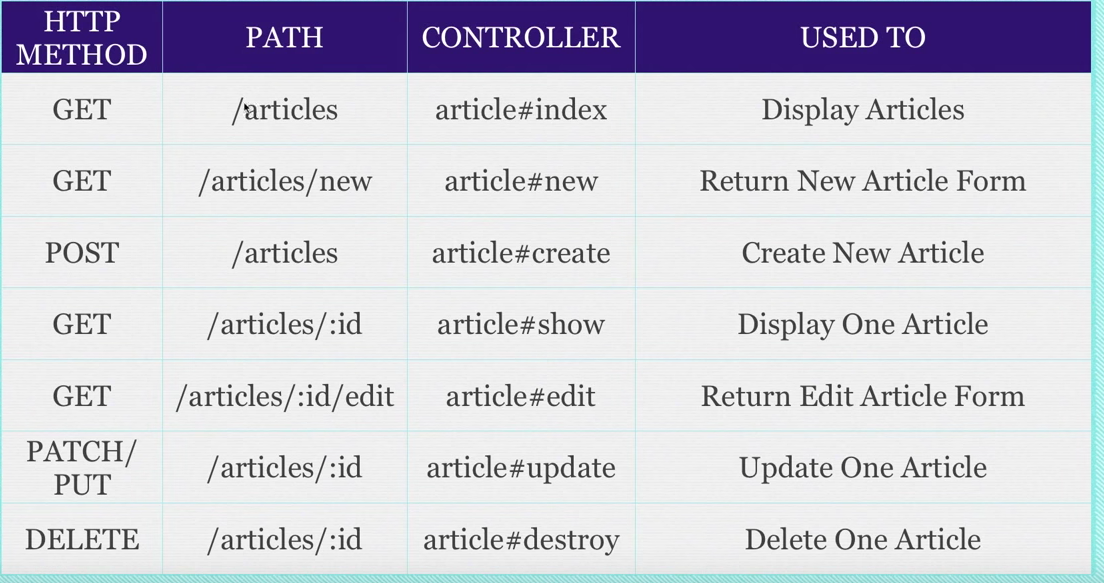 HTTP METHOD PATH CONTROLLER USED TO
GET /articles article#index Display Articles
GET /articles/new article#new Return New Article Form
POST /articles article#create Create New Article
GET /articles/:id article#show Display One Article
GET /articles/:id/edit article#edit Return Edit Article Form
PATCH/PUT /articles/:id article#update Update One Article
DELETE /articles/:id article#destroy Delete One Article